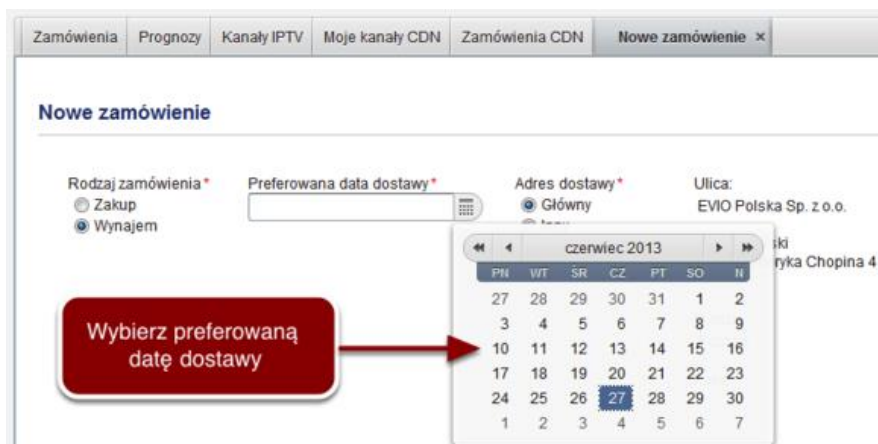 Zamówienia Prognozy Kanały IPTV Moje kanały CDN Zamówienia CDN Nowe zamówienie ×
Nowe zamówienie
Rodzaj zamówienia * Preferowana data dostawy * Adres dostawy * Ulica:
Zakup Główny EVIO Polska Sp. z o.o.
Wynajem
czerwiec 2013
ryka Chopina 4
PN WT ŚR CZ PT SO N
27 28 29 30 31 1 2
3 4 5 6 7 8 9
10 11 12 13 14 15 16
17 18 19 20 21 22 23
24 25 26 27 28 29 30
1 2 3 4 5 6 7
Wybierz preferowaną
datę dostawy